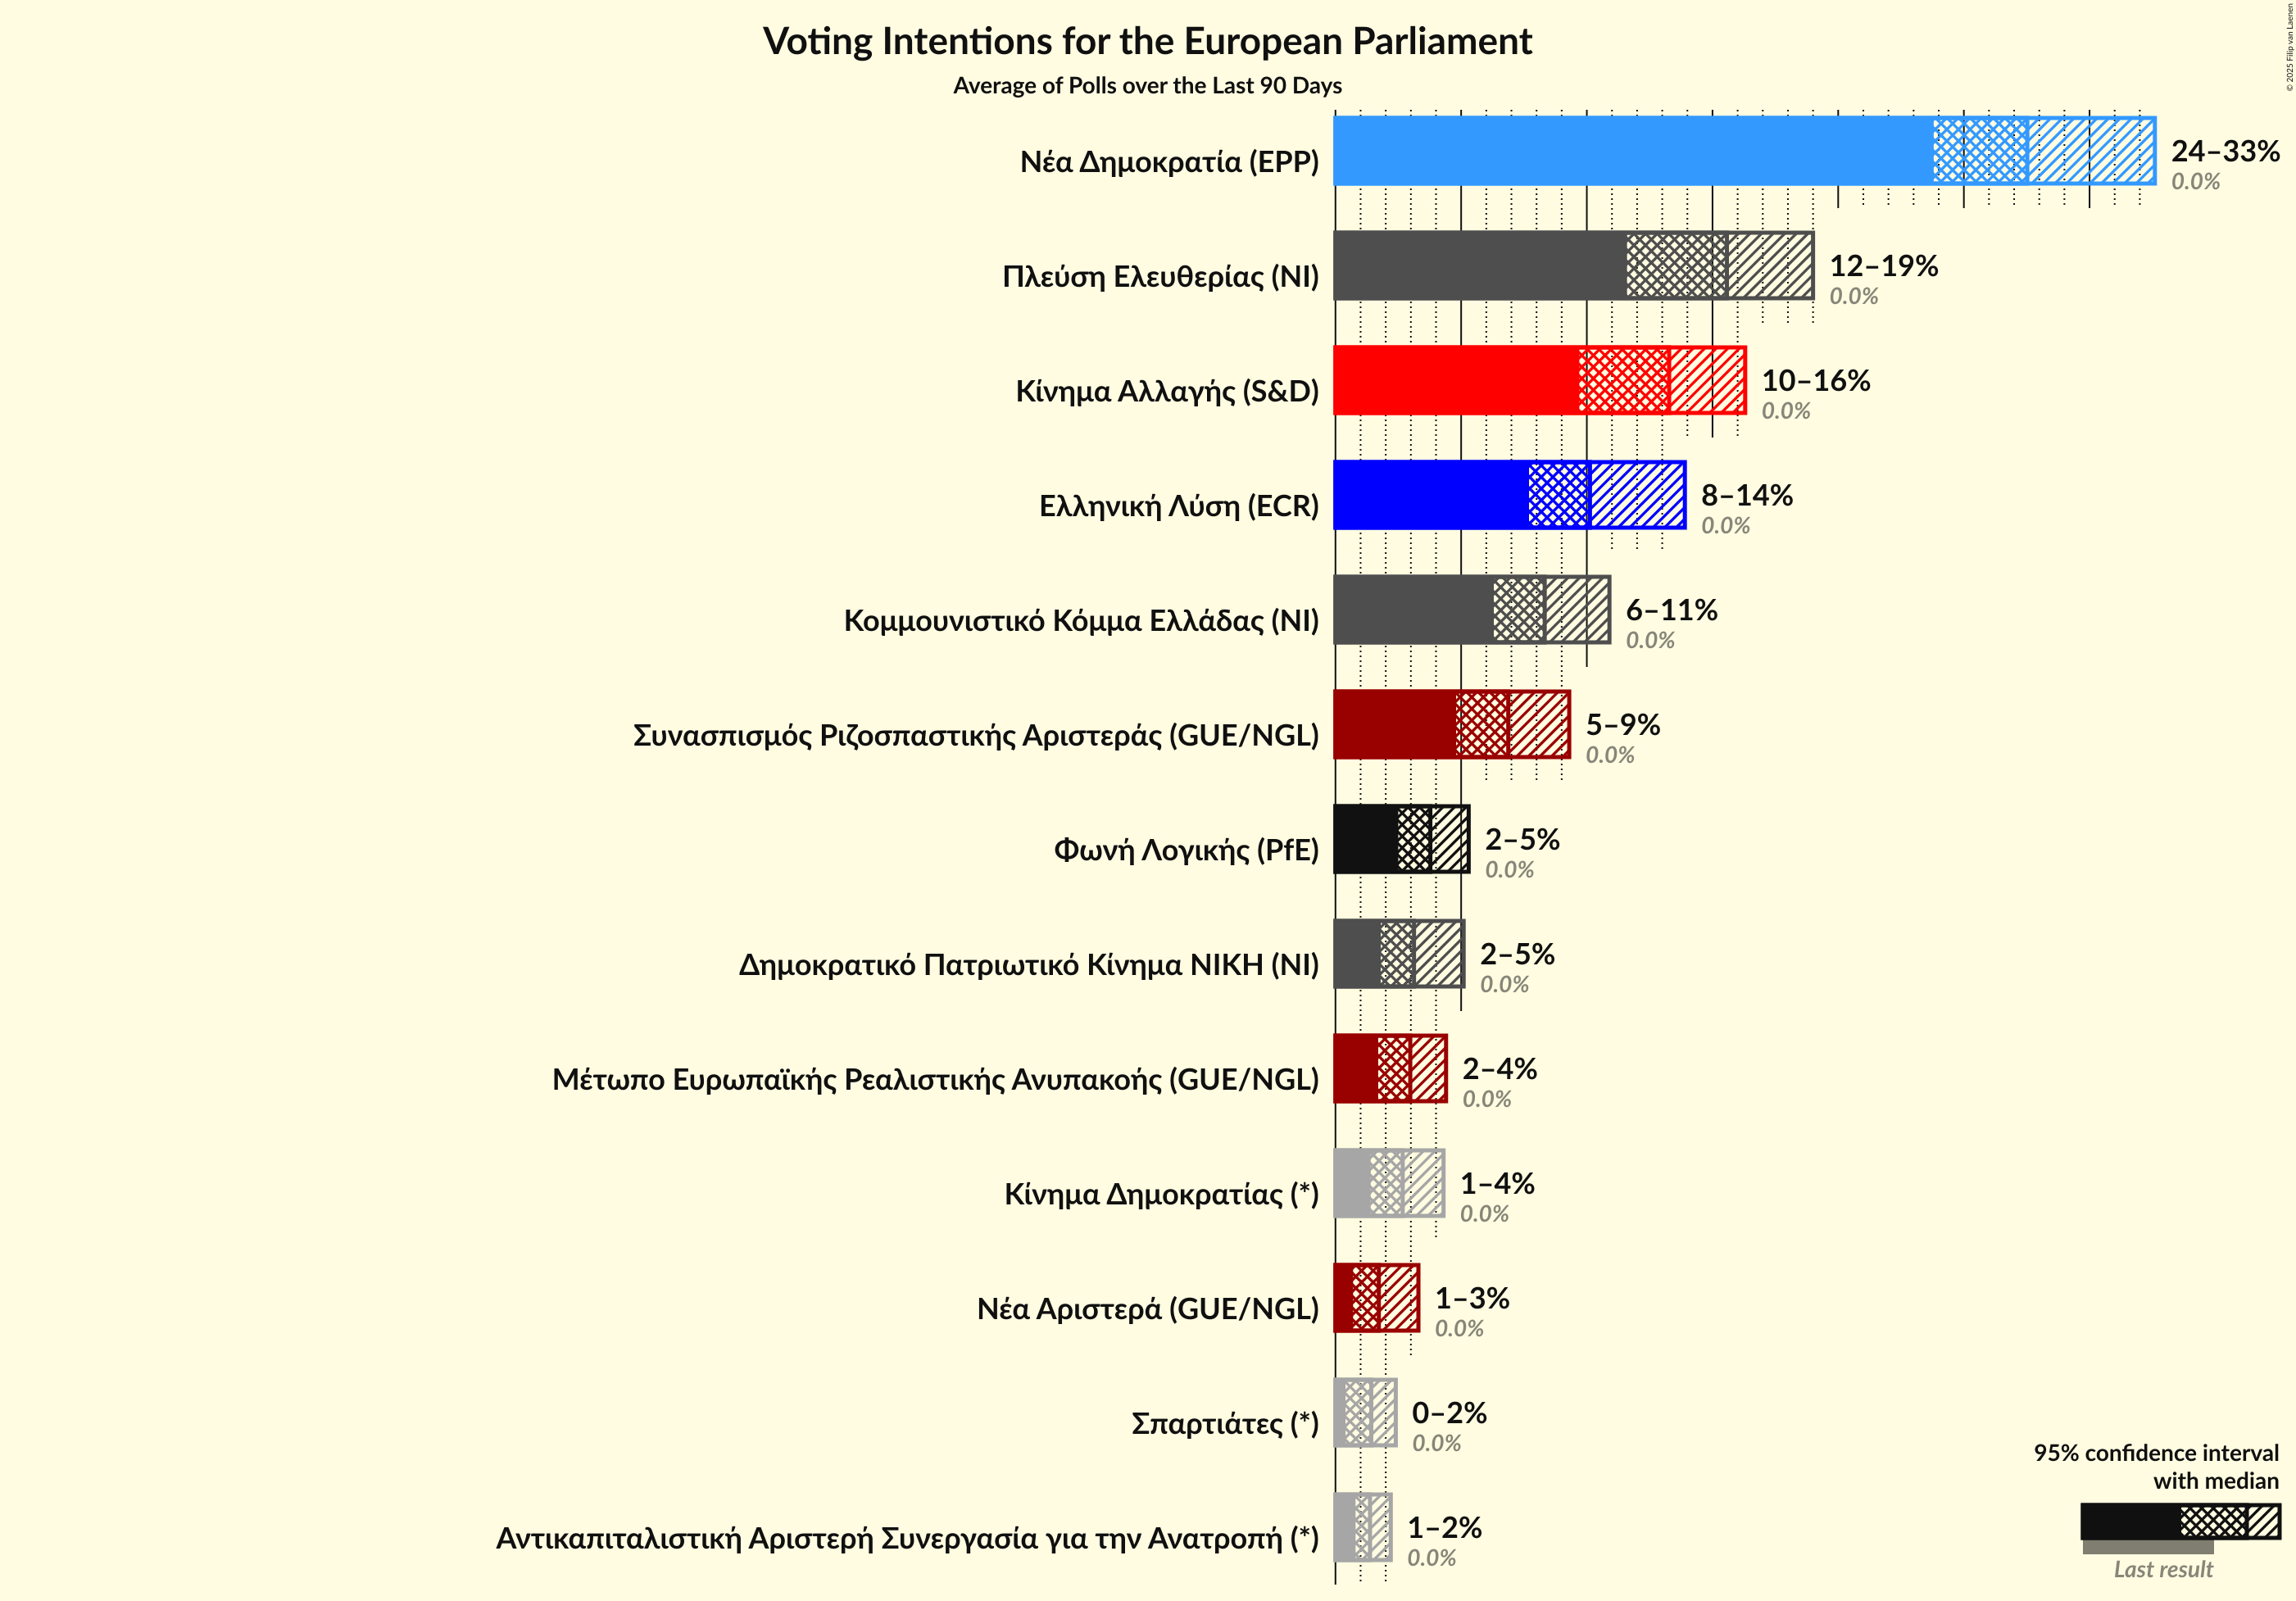 Voting Intentions for the European Parliament
Average of Polls over the Last 90 Days
© 2025 Filip van Laenen
Νέα Δημοκρατία (EPP)
24–33%
0.0%
Πλεύση Ελευθερίας (NI)
12–19%
0.0%
Κίνημα Αλλαγής (S&D)
10–16%
0.0%
Ελληνική Λύση (ECR)
8–14%
0.0%
Κομμουνιστικό Κόμμα Ελλάδας (NI)
6–11%
0.0%
Συνασπισμός Ριζοσπαστικής Αριστεράς (GUE/NGL)
5–9%
0.0%
Φωνή Λογικής (PfE)
2–5%
0.0%
Δημοκρατικό Πατριωτικό Κίνημα ΝΙΚΗ (NI)
2–5%
0.0%
Μέτωπο Ευρωπαϊκής Ρεαλιστικής Ανυπακοής (GUE/NGL)
2–4%
0.0%
Κίνημα Δημοκρατίας (*)
1–4%
0.0%
Νέα Αριστερά (GUE/NGL)
1–3%
0.0%
Σπαρτιάτες (*)
0–2%
0.0%
Αντικαπιταλιστική Αριστερή Συνεργασία για την Ανατροπή (*)
1–2%
0.0%
95% confidence interval
with median
Last result